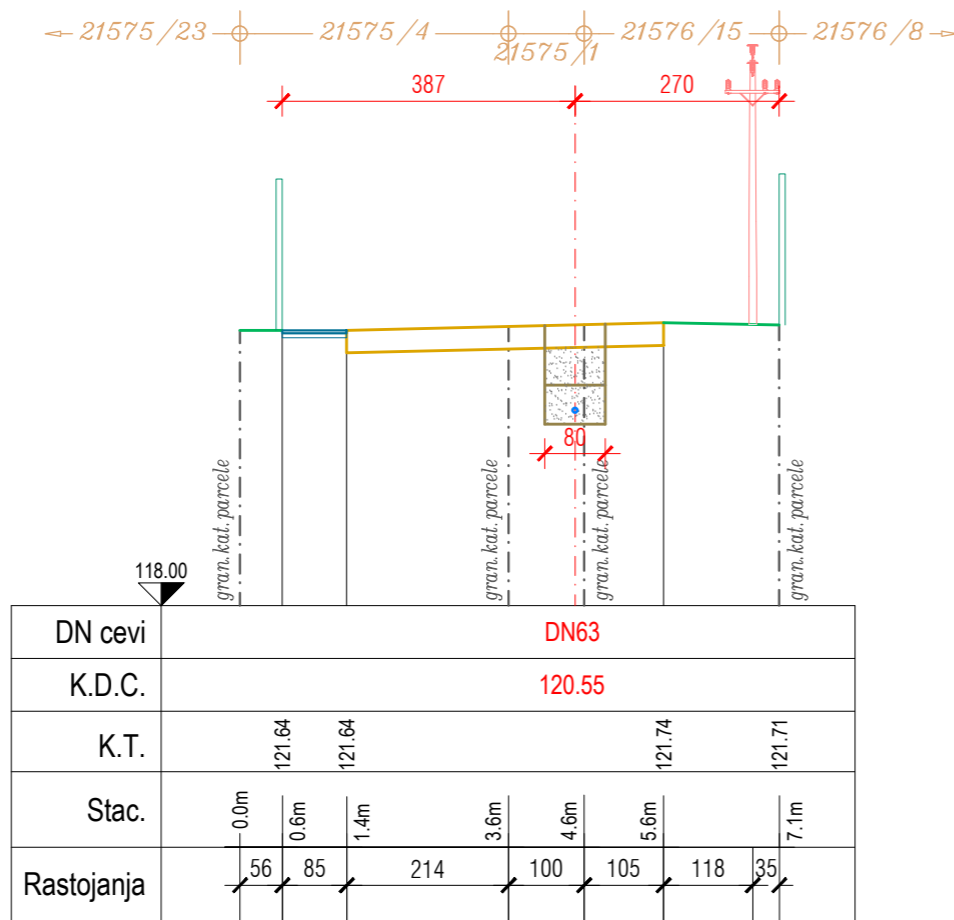 21575/23 21575/4 21575/1 21576/15 21576/8
387 270
80
gran.kat.parcele gran.kat.parcele gran.kat.parcele gran.kat.parcele
118.00
DN cevi DN63
K.D.C. 120.55
K.T. 121.64 121.64 121.74 121.71
Stac. 0.0m 0.6m 1.4m 3.6m 4.6m 5.6m 7.1m
Rastojanja 56 85 214 100 105 118 35